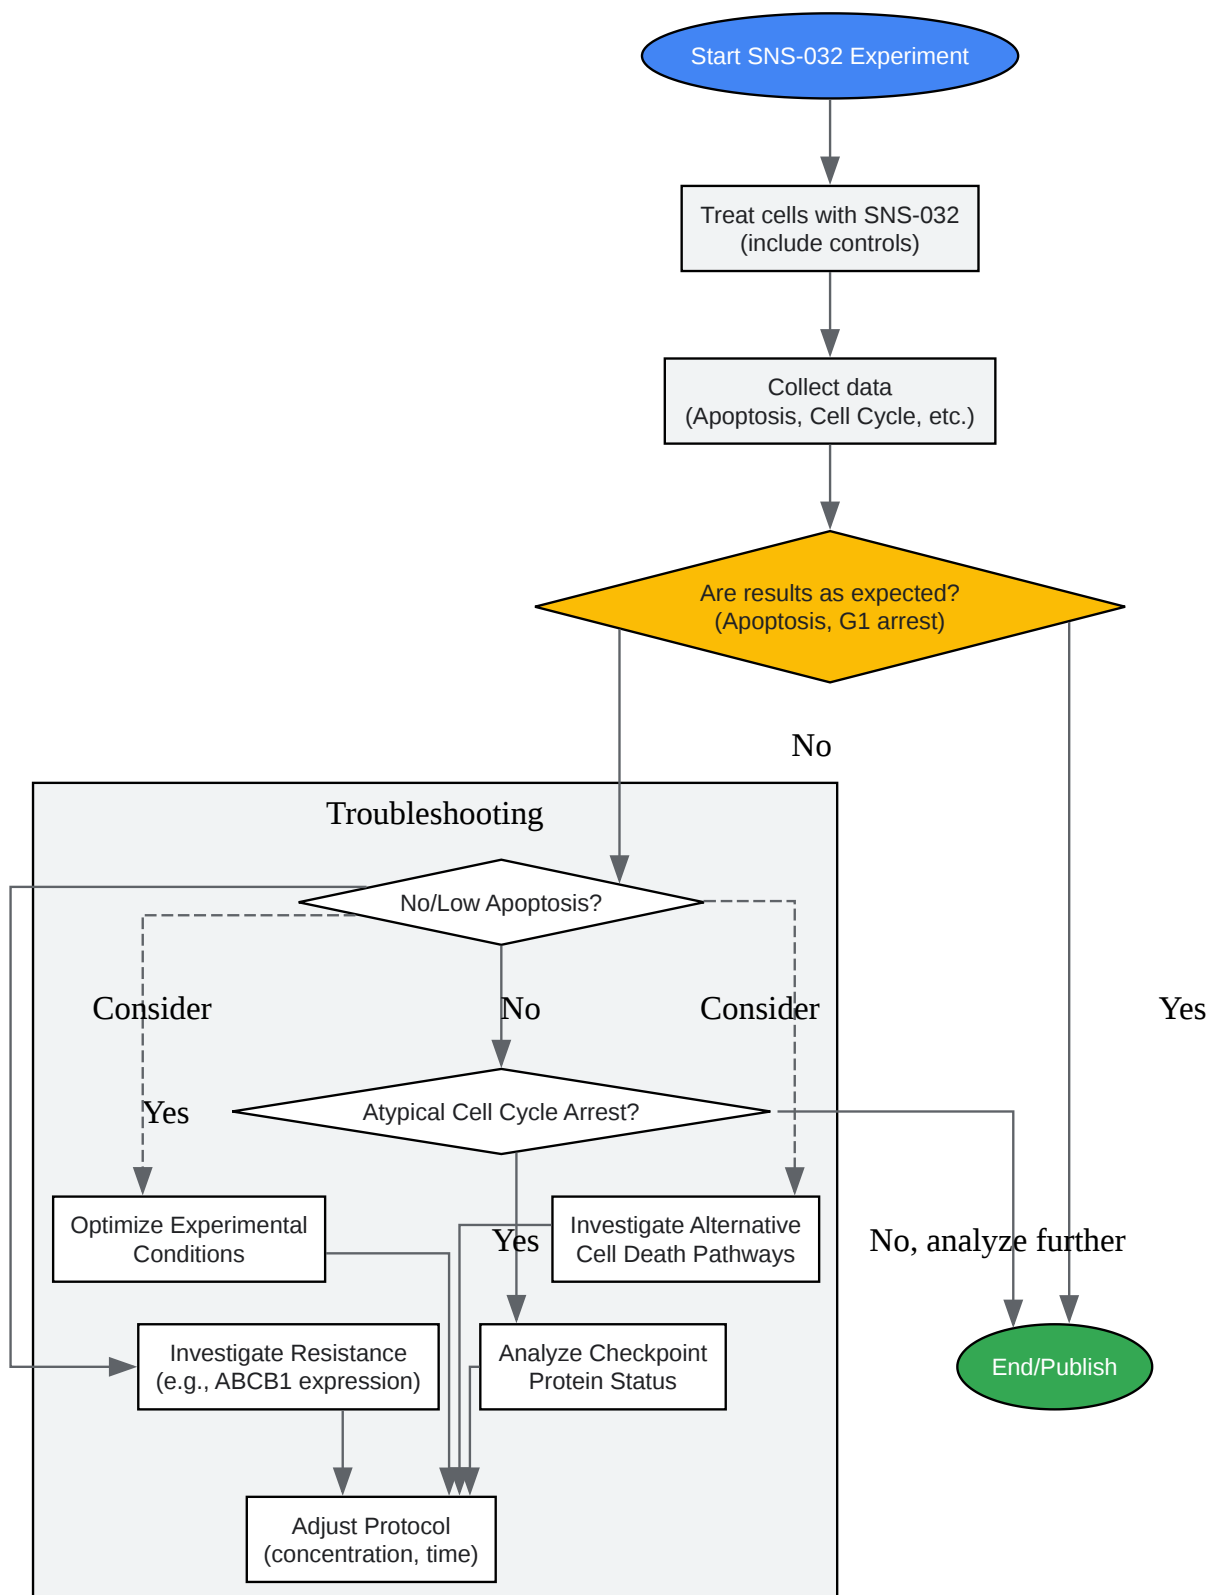 Start SNS-032 Experiment
Treat cells with SNS-032
(include controls)
Collect data
(Apoptosis, Cell Cycle, etc.)
Are results as expected?
(Apoptosis, G1 arrest)
No
Troubleshooting
No/Low Apoptosis?
Consider
No
Consider
Yes
Yes
Atypical Cell Cycle Arrest?
Optimize Experimental
Conditions
Yes
Investigate Alternative
Cell Death Pathways
No, analyze further
Investigate Resistance
(e.g., ABCB1 expression)
Analyze Checkpoint
Protein Status
End/Publish
Adjust Protocol
(concentration, time)